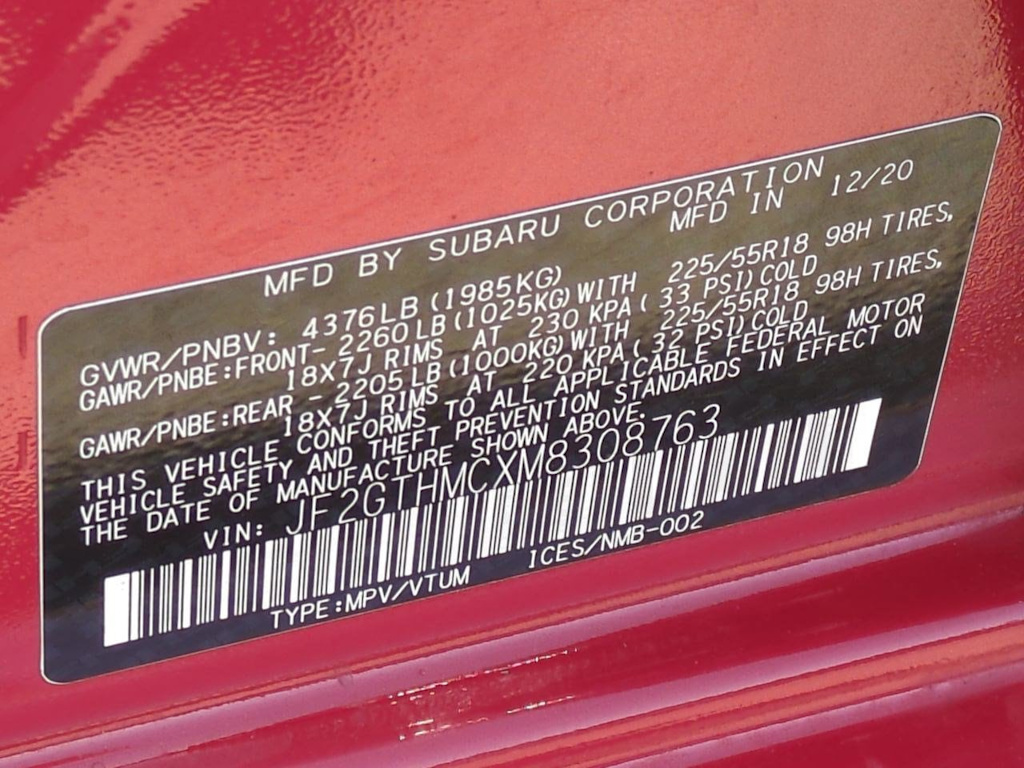 MFD BY SUBARU CORPORATION
MFD IN 12/20
GVWR/PNBV: 4376LB(1985KG)
GAWR/PNBE:FRONT-2260LB(1025KG)WITH 225/55R18 98H TIRES,
18X7J RIMS AT 230 KPA( 33 PSI)COLD
GAWR/PNBE:REAR -2205LB(1000KG)WITH 225/55R18 98H TIRES,
18X7J RIMS AT 220 KPA( 32 PSI)COLD
THIS VEHICLE CONFORMS TO ALL APPLICABLE FEDERAL MOTOR
VEHICLE SAFETY AND THEFT PREVENTION STANDARDS IN EFFECT ON
THE DATE OF MANUFACTURE SHOWN ABOVE.
VIN: JF2GTHMCXM8308763
TYPE:MPV/VTUM ICES/NMB-002